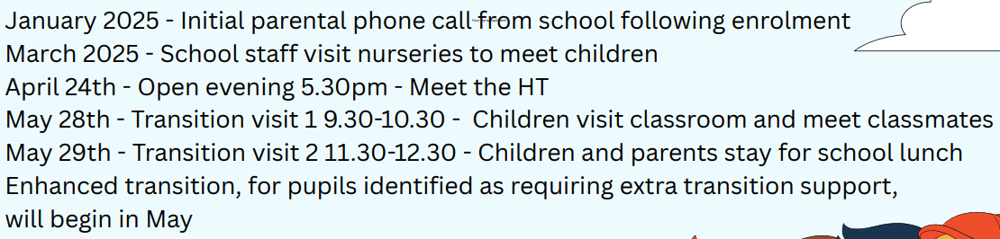 January 2025 - Initial parental phone call from school following enrolment
March 2025 - School staff visit nurseries to meet children
April 24th - Open evening 5.30pm - Meet the HT
May 28th - Transition visit 1 9.30-10.30 -  Children visit classroom and meet classmates
May 29th - Transition visit 2 11.30-12.30 - Children and parents stay for school lunch
Enhanced transition, for pupils identified as requiring extra transition support,
will begin in May